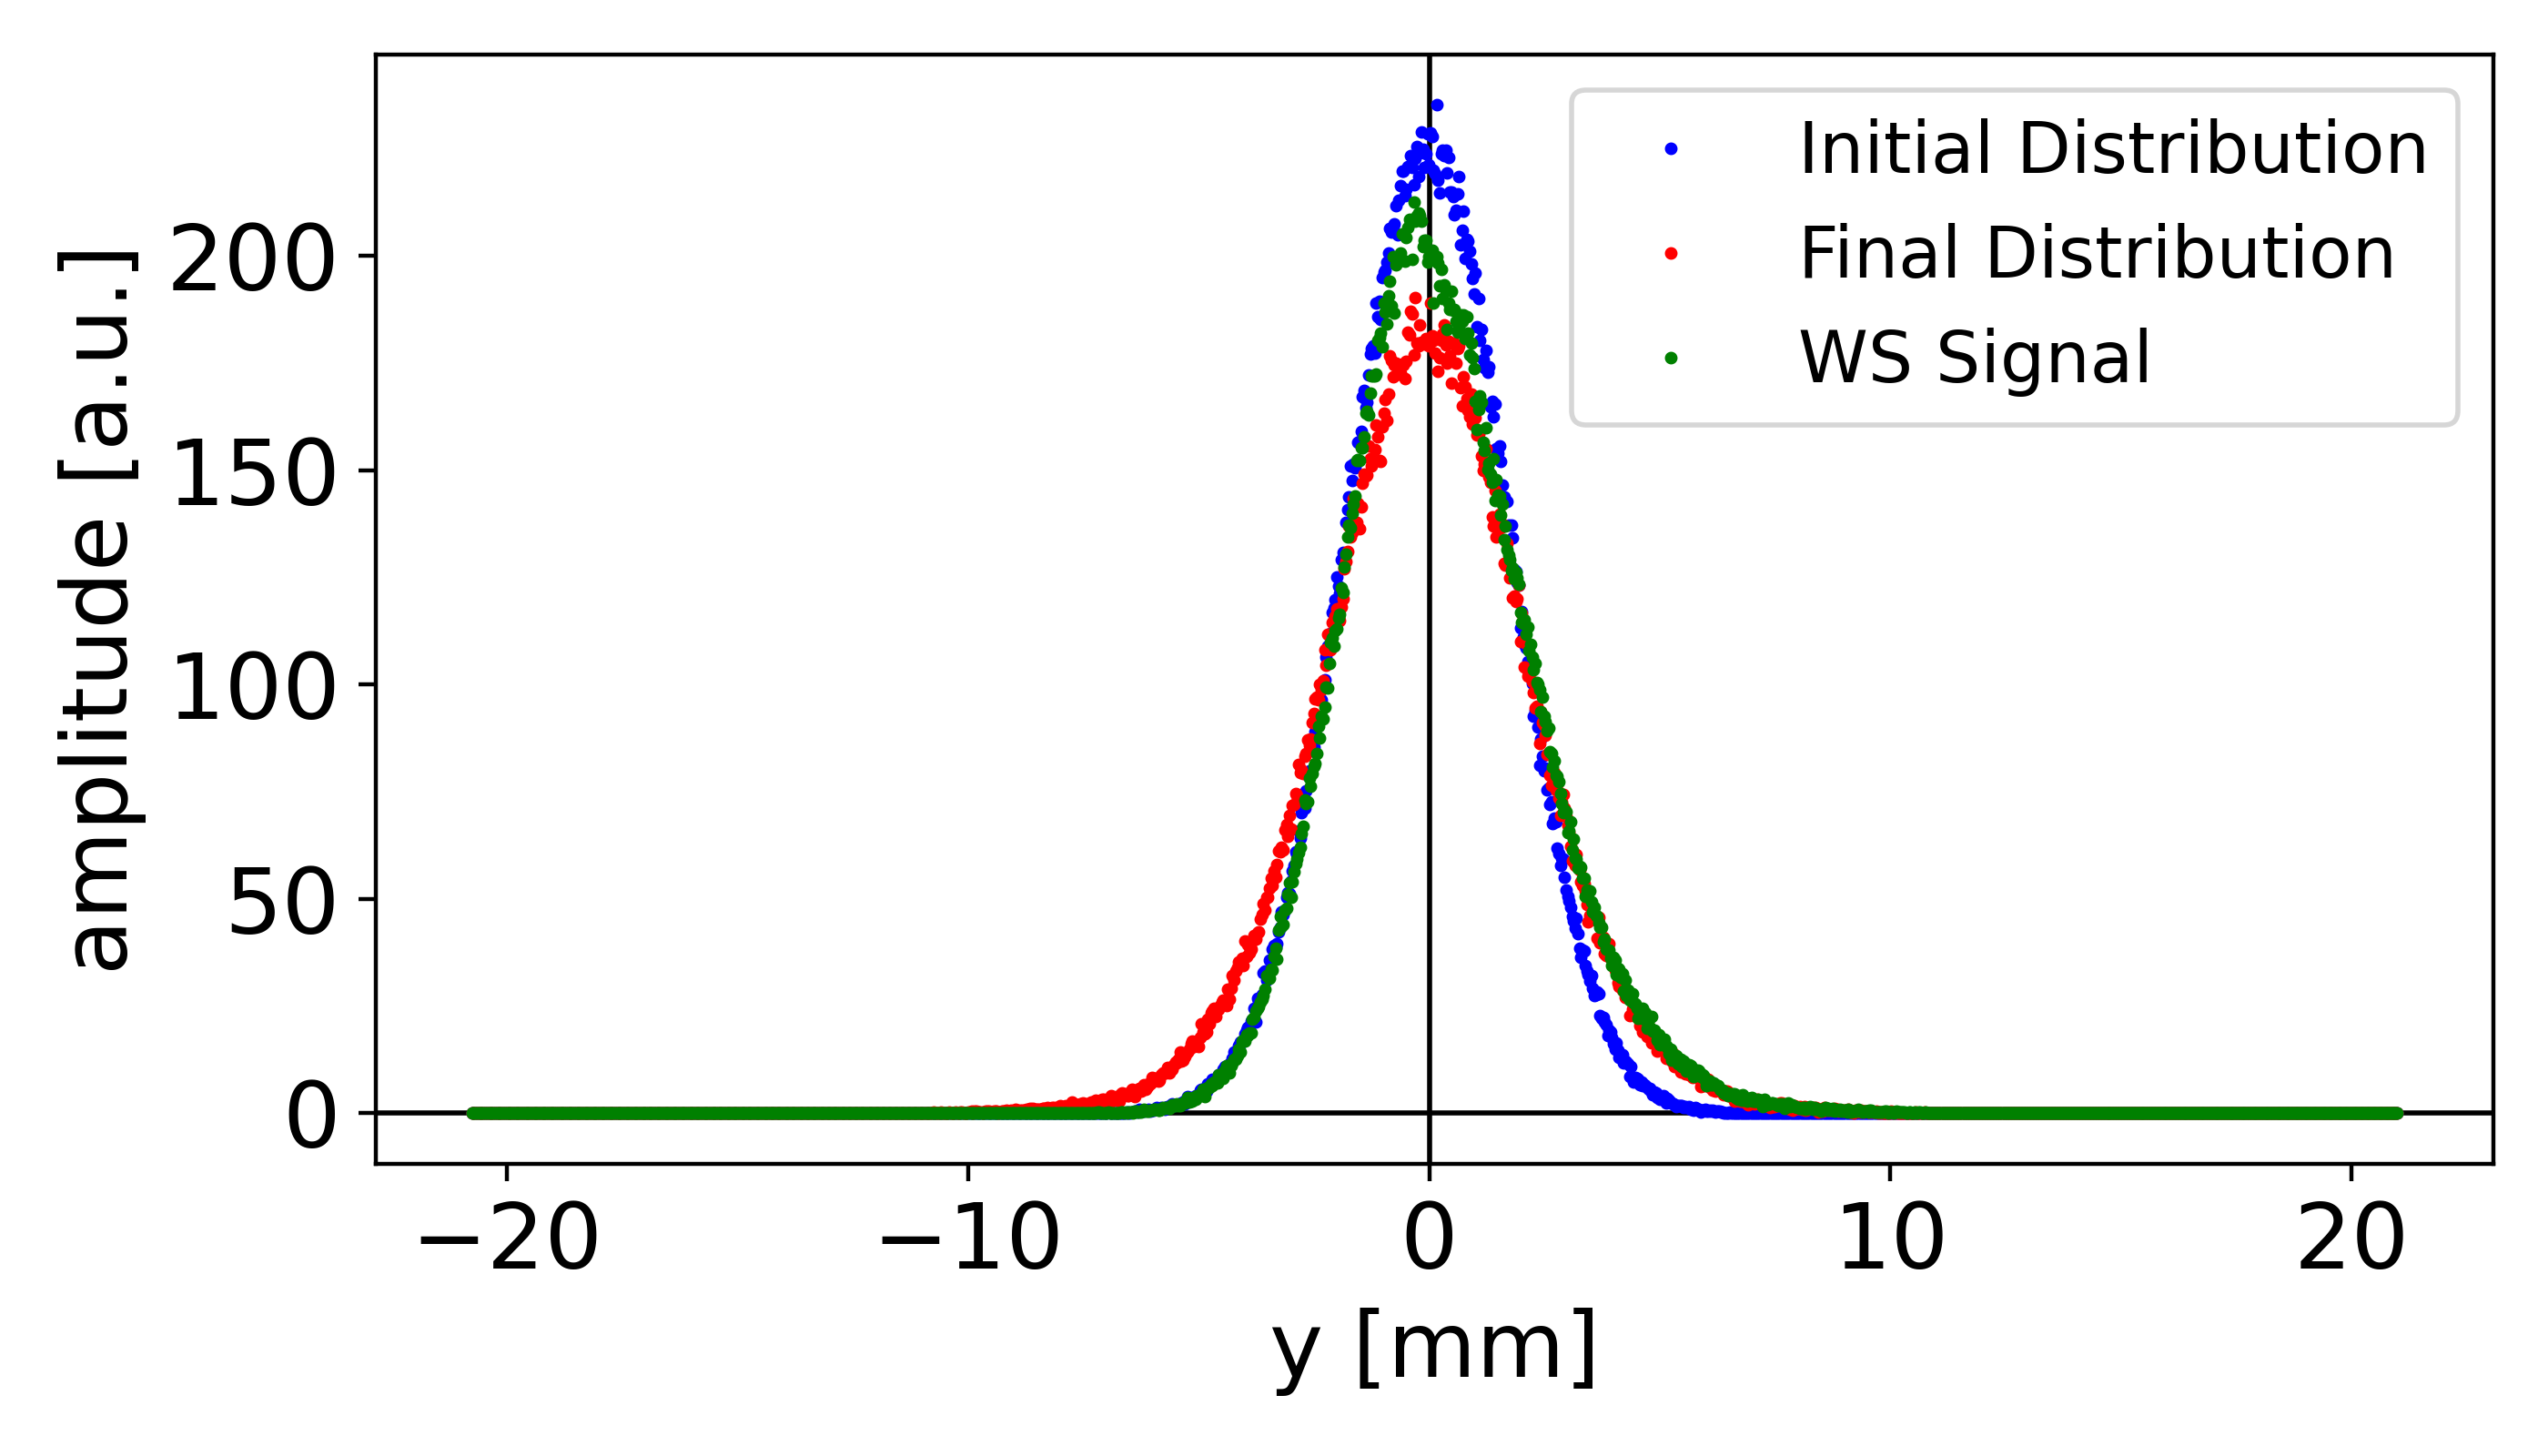 Initial Distribution
Final Distribution
WS Signal
amplitude [a.u.]
200
150
100
50
0
−20 −10 0 10 20
y [mm]